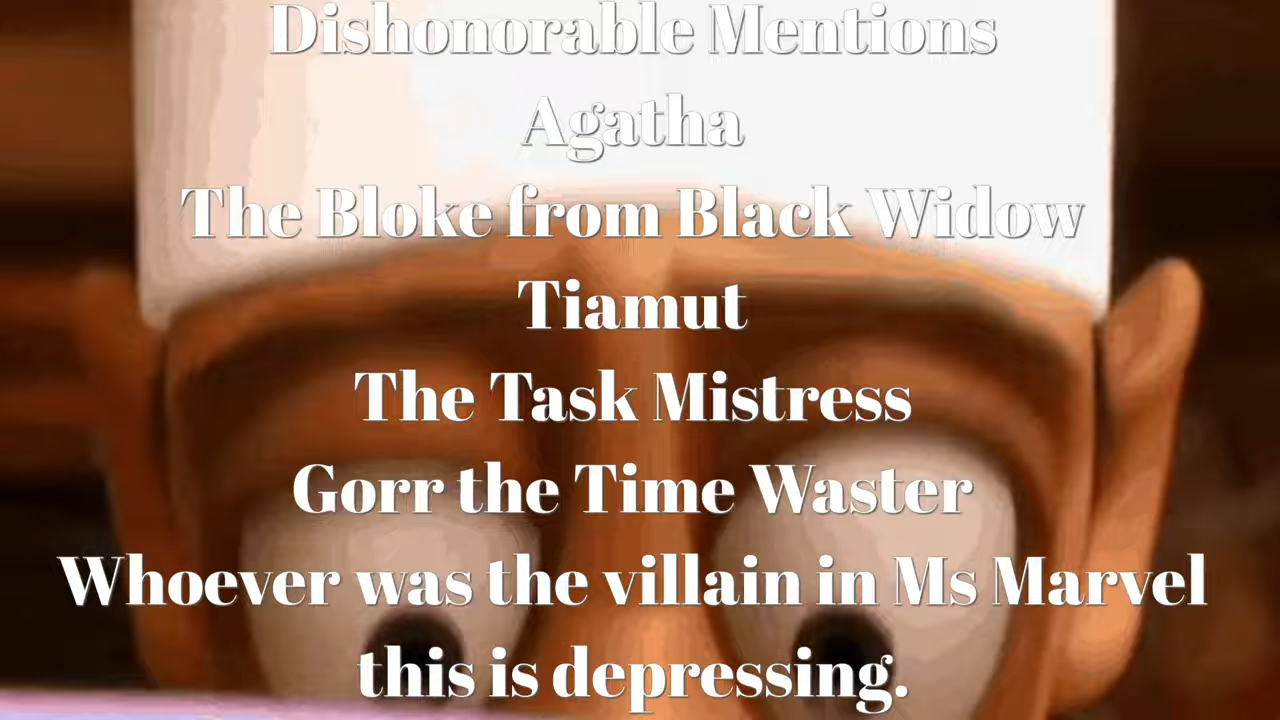 Dishonorable Mentions
Agatha
The Bloke from Black Widow
Tiamut
The Task Mistress
Gorr the Time Waster
Whoever was the villain in Ms Marvel
this is depressing.